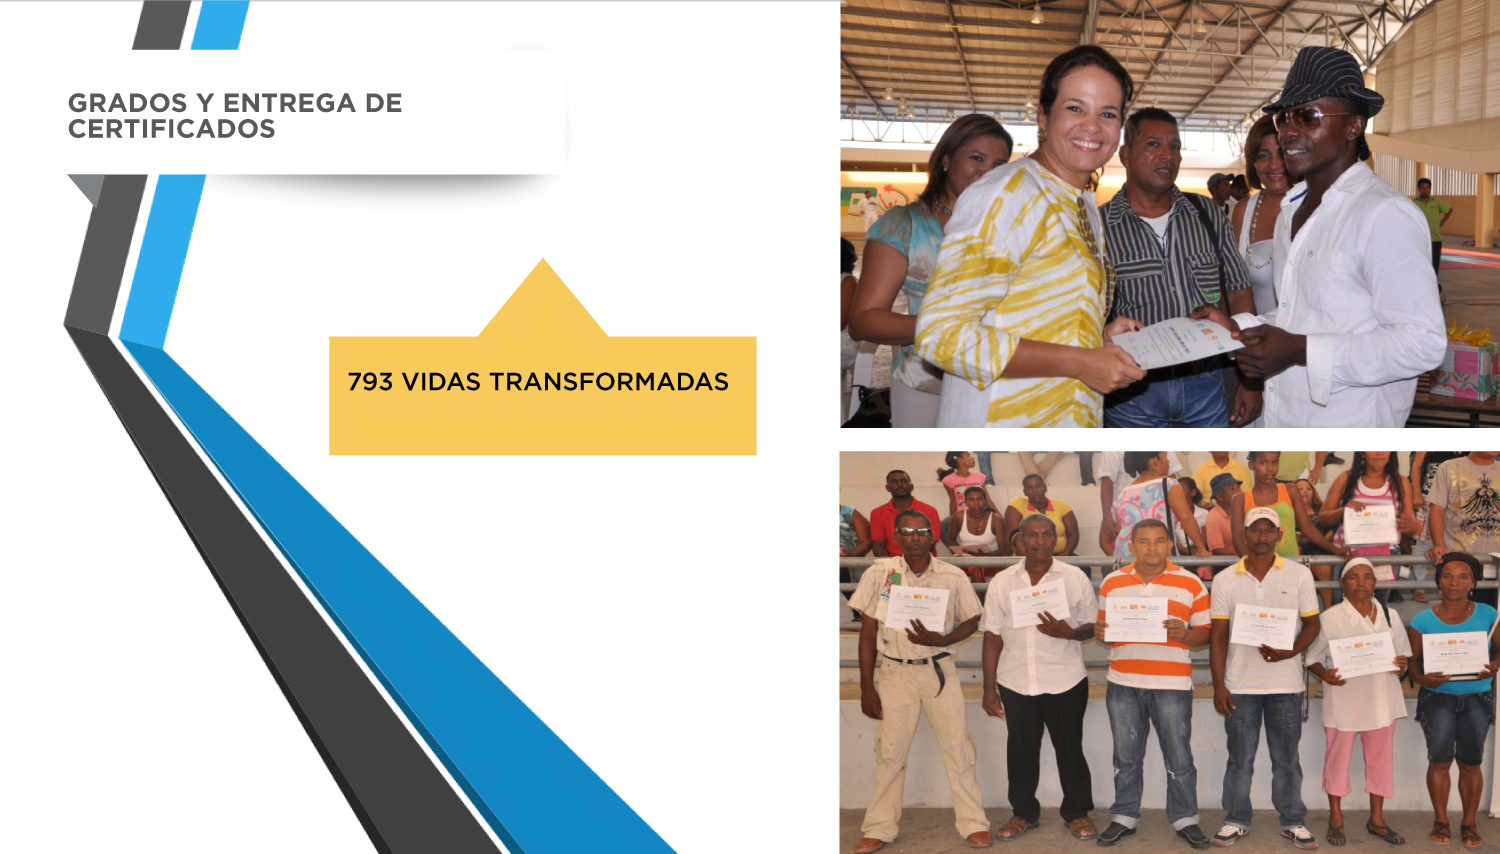 GRADOS Y ENTREGA DE
CERTIFICADOS
793 VIDAS TRANSFORMADAS